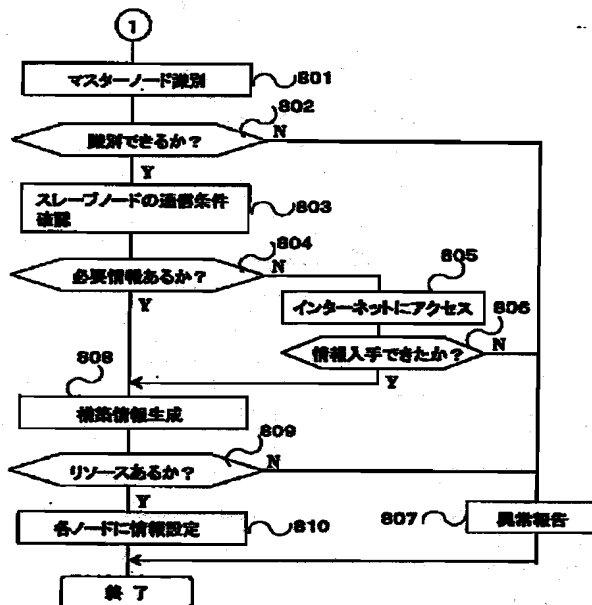 1
マスターノード識別
801
802
識別できるか?
N
Y
スレーブノードの通信条件
確認
803
804
必要情報あるか?
N
Y
805
インターネットにアクセス
806
情報入手できたか?
N
Y
808
構築情報生成
809
リソースあるか?
N
Y
各ノードに情報設定
810
807
異常報告
終了